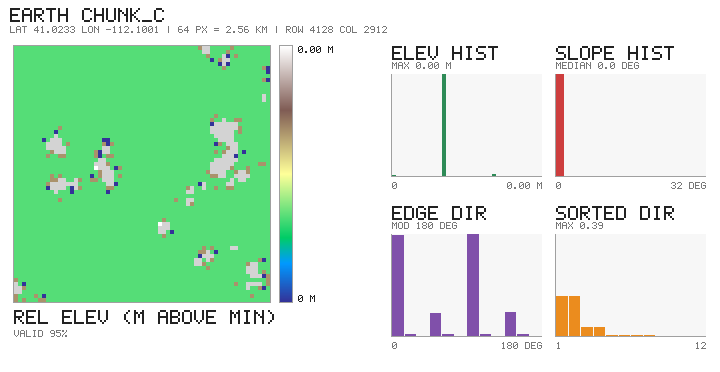 EARTH CHUNK_C
LAT 41.0233 LON -112.1001 | 64 PX = 2.56 KM | ROW 4128 COL 2912
0.00 M
0 M
REL ELEV (M ABOVE MIN)
VALID 95%
ELEV HIST
MAX 0.00 M
0 0.00 M
SLOPE HIST
MEDIAN 0.0 DEG
0 32 DEG
EDGE DIR
MOD 180 DEG
0 180 DEG
SORTED DIR
MAX 0.39
1 12